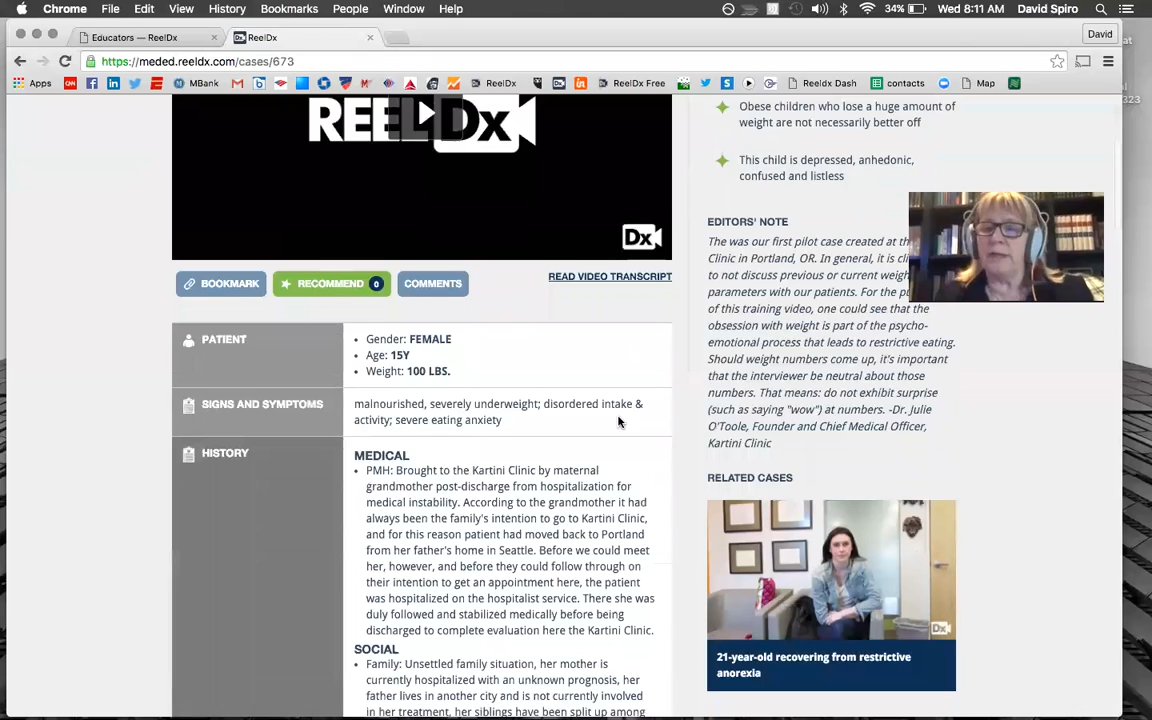 Chrome File Edit View History Bookmarks People Window Help
34% Wed 8:11 AM David Spiro
Educators — ReelDx
ReelDx
David
https://meded.reeldx.com/cases/673
Apps MBank ReelDx ReelDx Free Reeldx Dash contacts Map
REELDx
Dx
BOOKMARK
RECOMMEND 0
COMMENTS
READ VIDEO TRANSCRIPT
PATIENT
• Gender: FEMALE
• Age: 15Y
• Weight: 100 LBS.
SIGNS AND SYMPTOMS
malnourished, severely underweight; disordered intake &
activity; severe eating anxiety
HISTORY
MEDICAL
• PMH: Brought to the Kartini Clinic by maternal
grandmother post-discharge from hospitalization for
medical instability. According to the grandmother it had
always been the family's intention to go to Kartini Clinic,
and for this reason patient had moved back to Portland
from her father's home in Seattle. Before we could meet
her, however, and before they could follow through on
their intention to get an appointment here, the patient
was hospitalized on the hospitalist service. There she was
duly followed and stabilized medically before being
discharged to complete evaluation here the Kartini Clinic.
SOCIAL
• Family: Unsettled family situation, her mother is
currently hospitalized with an unknown prognosis, her
father lives in another city and is not currently involved
in her treatment, her siblings have been split up among
Obese children who lose a huge amount of
weight are not necessarily better off
This child is depressed, anhedonic,
confused and listless
EDITORS' NOTE
The was our first pilot case created at th
Clinic in Portland, OR. In general, it is cli
to not discuss previous or current weigh
parameters with our patients. For the pu
of this training video, one could see that the
obsession with weight is part of the psycho-
emotional process that leads to restrictive eating.
Should weight numbers come up, it's important
that the interviewer be neutral about those
numbers. That means: do not exhibit surprise
(such as saying "wow") at numbers. -Dr. Julie
O'Toole, Founder and Chief Medical Officer,
Kartini Clinic
RELATED CASES
Dx
21-year-old recovering from restrictive
anorexia